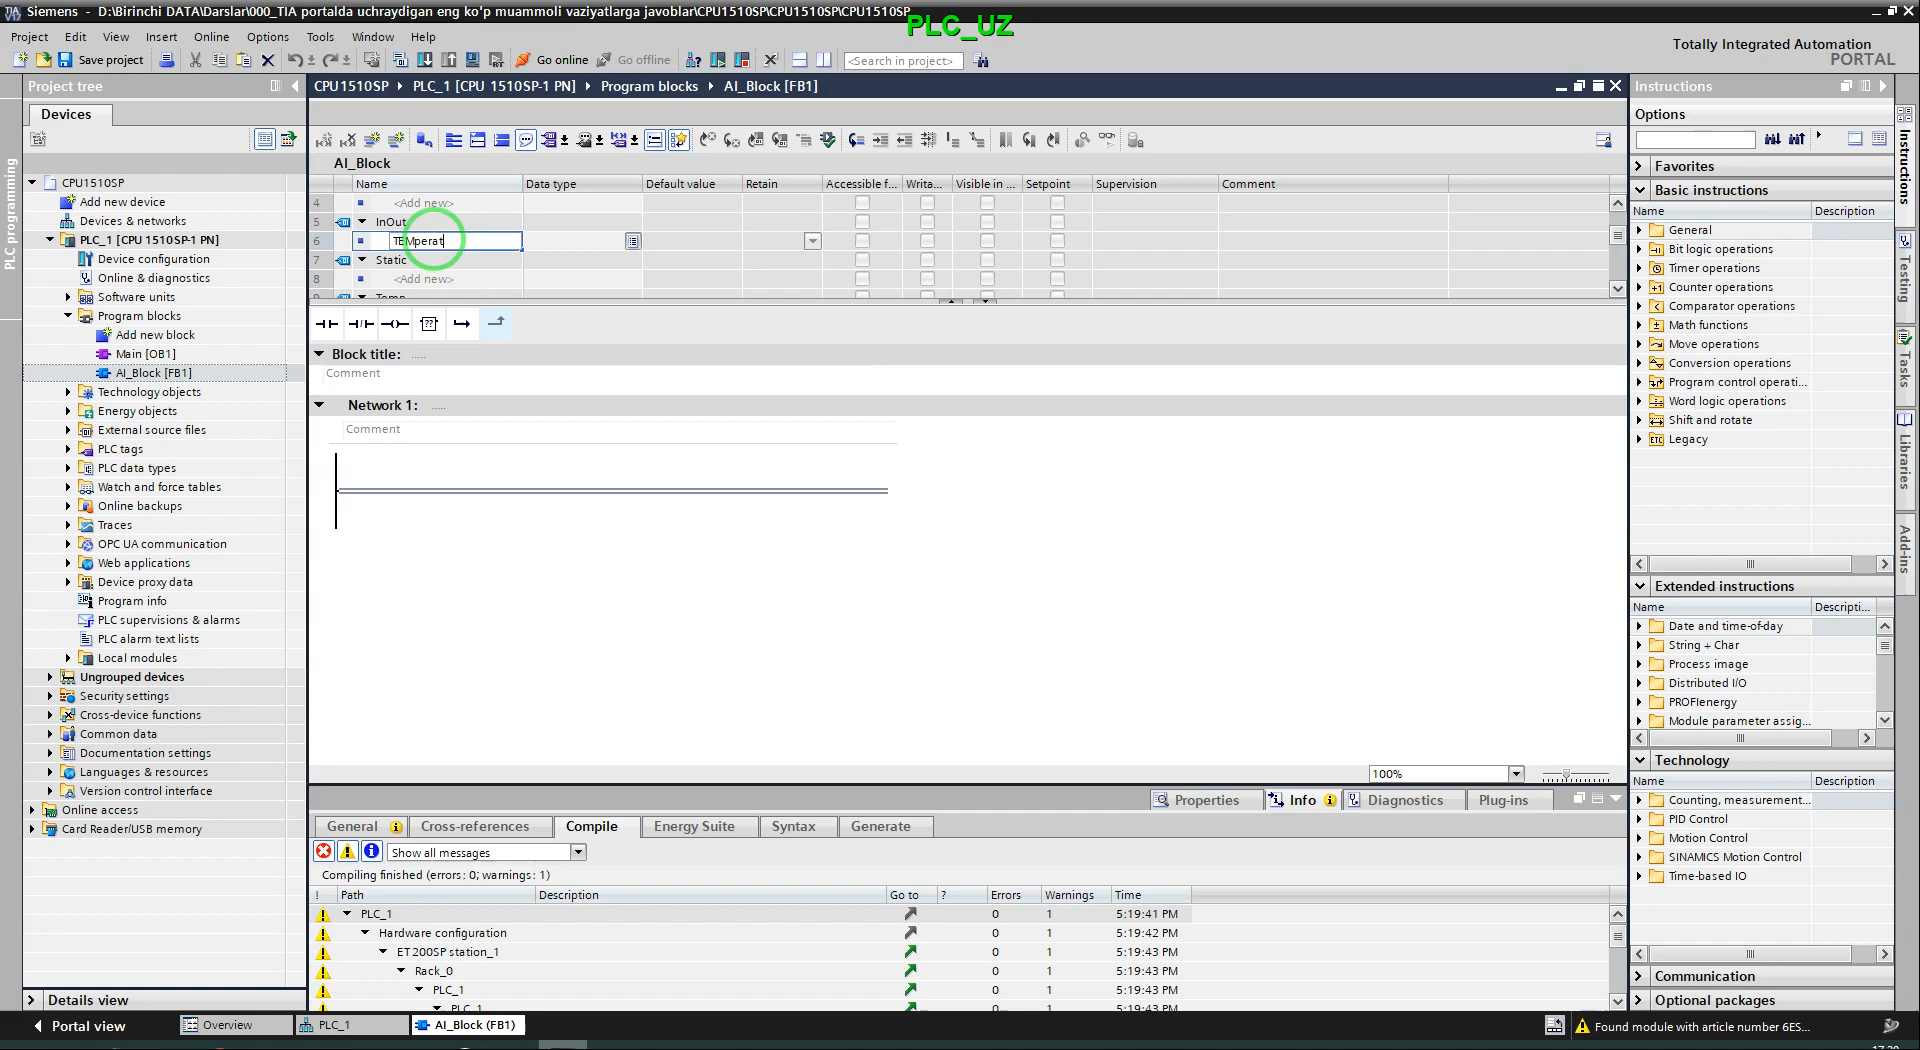 Siemens - D:\Birinchi DATA\Darslar\000_TIA portalda uchraydigan eng ko'p muammoli vaziyatlarga javoblar\CPU1510SP\CPU1510SP\CPU1510SP
PLC_UZ
Project Edit View Insert Online Options Tools Window Help
Totally Integrated Automation
PORTAL
Save project Go online Go offline <Search in project>
Project tree
CPU1510SP PLC_1 [CPU 1510SP-1 PN] Program blocks AI_Block [FB1]
Instructions
Devices
Options
PLC programming
CPU1510SP
Add new device
Devices & networks
PLC_1 [CPU 1510SP-1 PN]
Device configuration
Online & diagnostics
Software units
Program blocks
Add new block
Main [OB1]
AI_Block [FB1]
Technology objects
Energy objects
External source files
PLC tags
PLC data types
Watch and force tables
Online backups
Traces
OPC UA communication
Web applications
Device proxy data
Program info
PLC supervisions & alarms
PLC alarm text lists
Local modules
Ungrouped devices
Security settings
Cross-device functions
Common data
Documentation settings
Languages & resources
Version control interface
Online access
Card Reader/USB memory
Details view
AI_Block
Name Data type Default value Retain Accessible f... Writa... Visible in ... Setpoint Supervision Comment
4 <Add new>
5 InOut
6 TEMperat
7 Static
8 <Add new>
9 Temp
??
Block title: .....
Comment
Network 1: .....
Comment
100%
Properties Info Diagnostics Plug-ins
General Cross-references Compile Energy Suite Syntax Generate
Show all messages
Compiling finished (errors: 0; warnings: 1)
! Path Description Go to ? Errors Warnings Time
PLC_1 0 1 5:19:41 PM
Hardware configuration 0 1 5:19:42 PM
ET 200SP station_1 0 1 5:19:43 PM
Rack_0 0 1 5:19:43 PM
PLC_1 0 1 5:19:43 PM
PLC_1 0 1 5:19:43 PM
Favorites
Basic instructions
Name Description
General
Bit logic operations
Timer operations
Counter operations
Comparator operations
Math functions
Move operations
Conversion operations
Program control operati...
Word logic operations
Shift and rotate
Legacy
Extended instructions
Name Descripti...
Date and time-of-day
String + Char
Process image
Distributed I/O
PROFIenergy
Module parameter assig...
Technology
Name Description
Counting, measurement...
PID Control
Motion Control
SINAMICS Motion Control
Time-based IO
Communication
Optional packages
Instructions
Testing
Tasks
Libraries
Add-ins
Portal view Overview PLC_1 AI_Block (FB1) Found module with article number 6ES...